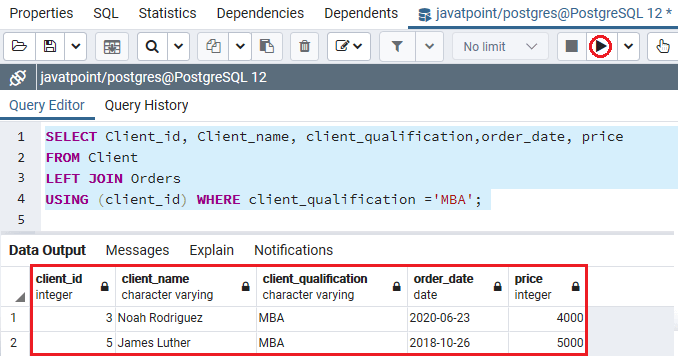 Properties SQL Statistics Dependencies Dependents javatpoint/postgres@PostgreSQL 12 *
No limit
javatpoint/postgres@PostgreSQL 12
Query Editor Query History
1 SELECT Client_id, Client_name, client_qualification,order_date, price
2 FROM Client
3 LEFT JOIN Orders
4 USING (client_id) WHERE client_qualification ='MBA';
5
Data Output Messages Explain Notifications
client_id client_name client_qualification order_date price
integer character varying character varying date integer
1 3 Noah Rodriguez MBA 2020-06-23 4000
2 5 James Luther MBA 2018-10-26 5000